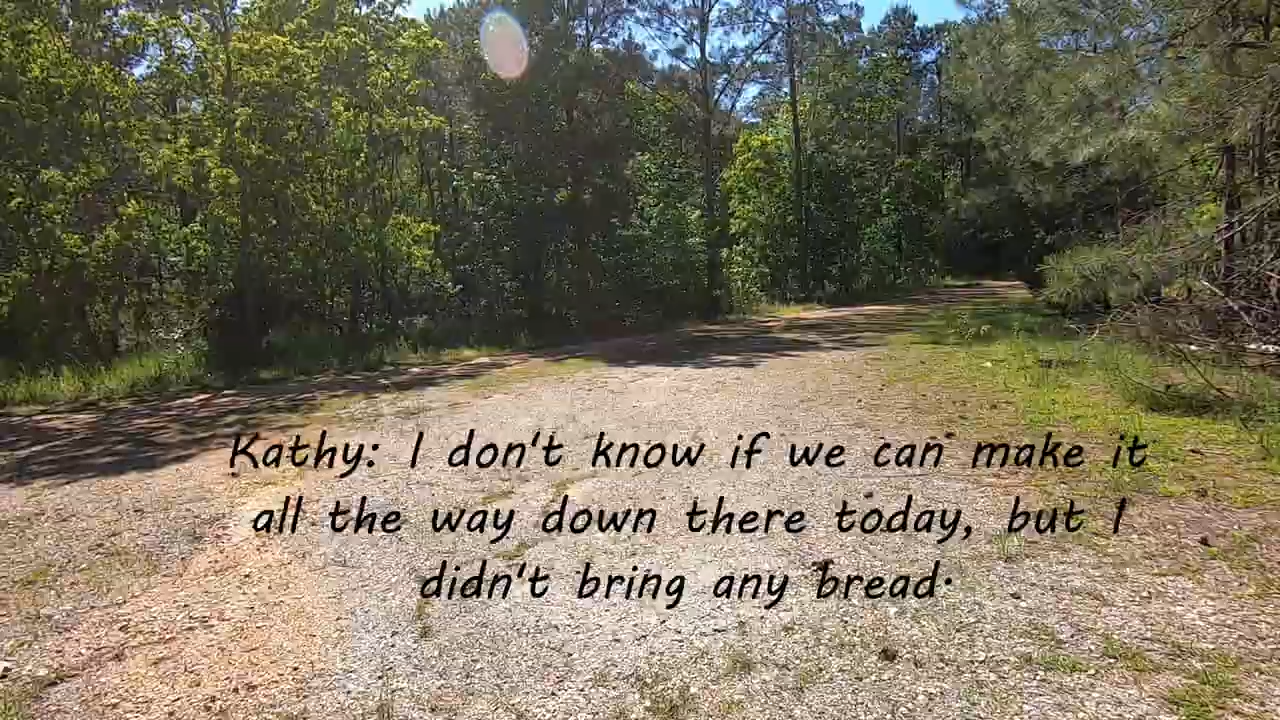 Kathy: I don't know if we can make it
all the way down there today, but I
didn't bring any bread.